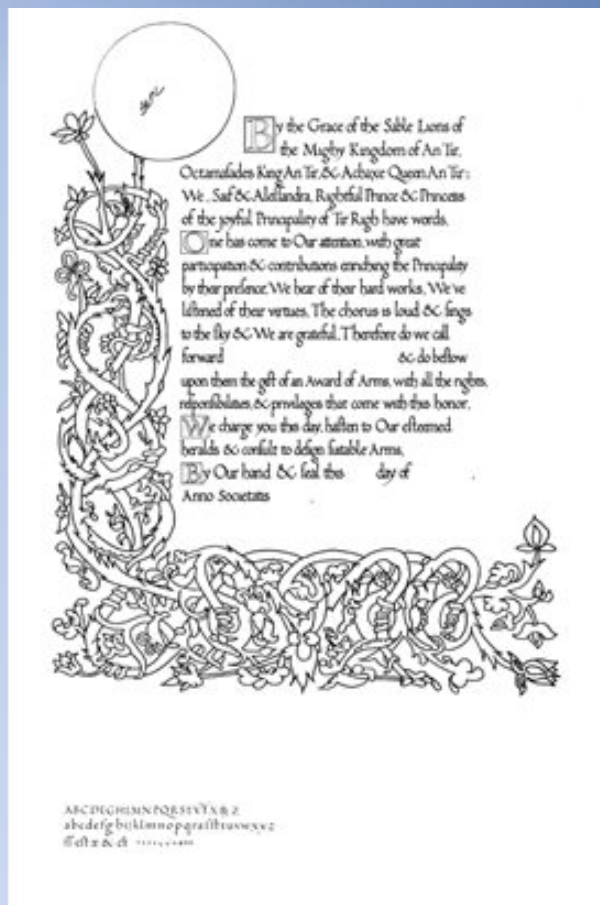 By the Grace of the Sable Lions of
the Mighty Kingdom of An Tir,
King An Tir, & Queen An Tir;
We, Saif & Aleſſandra, Rightful Prince & Princess
of the joyful Principality of Tir Righ have words.
One has come to Our attention, with great
participation & contributions enriching the Principality
by their preſence. We hear of their hard works. We've
liſtened of their virtues. The chorus is loud & ſings
to the ſky & We are grateful. Therefore do we call
forward & do beſtow
upon them the gift of an Award of Arms, with all the rights,
reſponſibilities, & privileges that come with this honor.
We charge you this day, haſten to Our eſteemed
heralds & conſult to deſign ſuitable Arms.
By Our hand & ſeal this day of
Anno Societatis